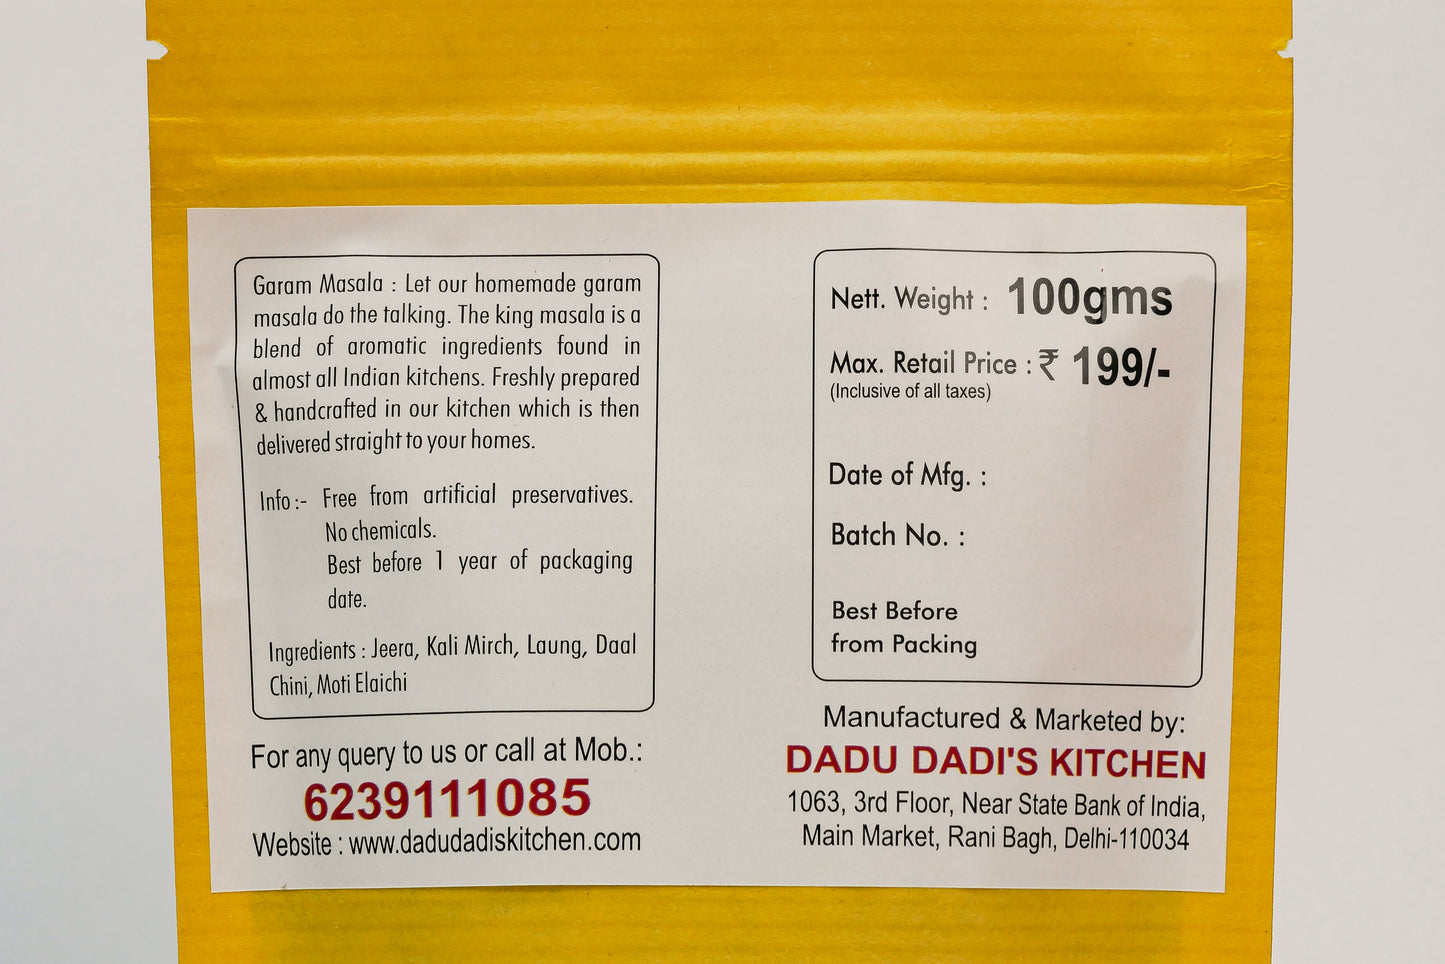 Garam Masala : Let our homemade garam
masala do the talking. The king masala is a
blend of aromatic ingredients found in
almost all Indian kitchens. Freshly prepared
& handcrafted in our kitchen which is then
delivered straight to your homes.
Info :- Free from artificial preservatives.
No chemicals.
Best before 1 year of packaging
date.
Ingredients : Jeera, Kali Mirch, Laung, Daal
Chini, Moti Elaichi
For any query to us or call at Mob.:
6239111085
Website : www.dadudadiskitchen.com
Nett. Weight : 100gms
Max. Retail Price : ₹ 199/-
(Inclusive of all taxes)
Date of Mfg. :
Batch No. :
Best Before
from Packing
Manufactured & Marketed by:
DADU DADI'S KITCHEN
1063, 3rd Floor, Near State Bank of India,
Main Market, Rani Bagh, Delhi-110034